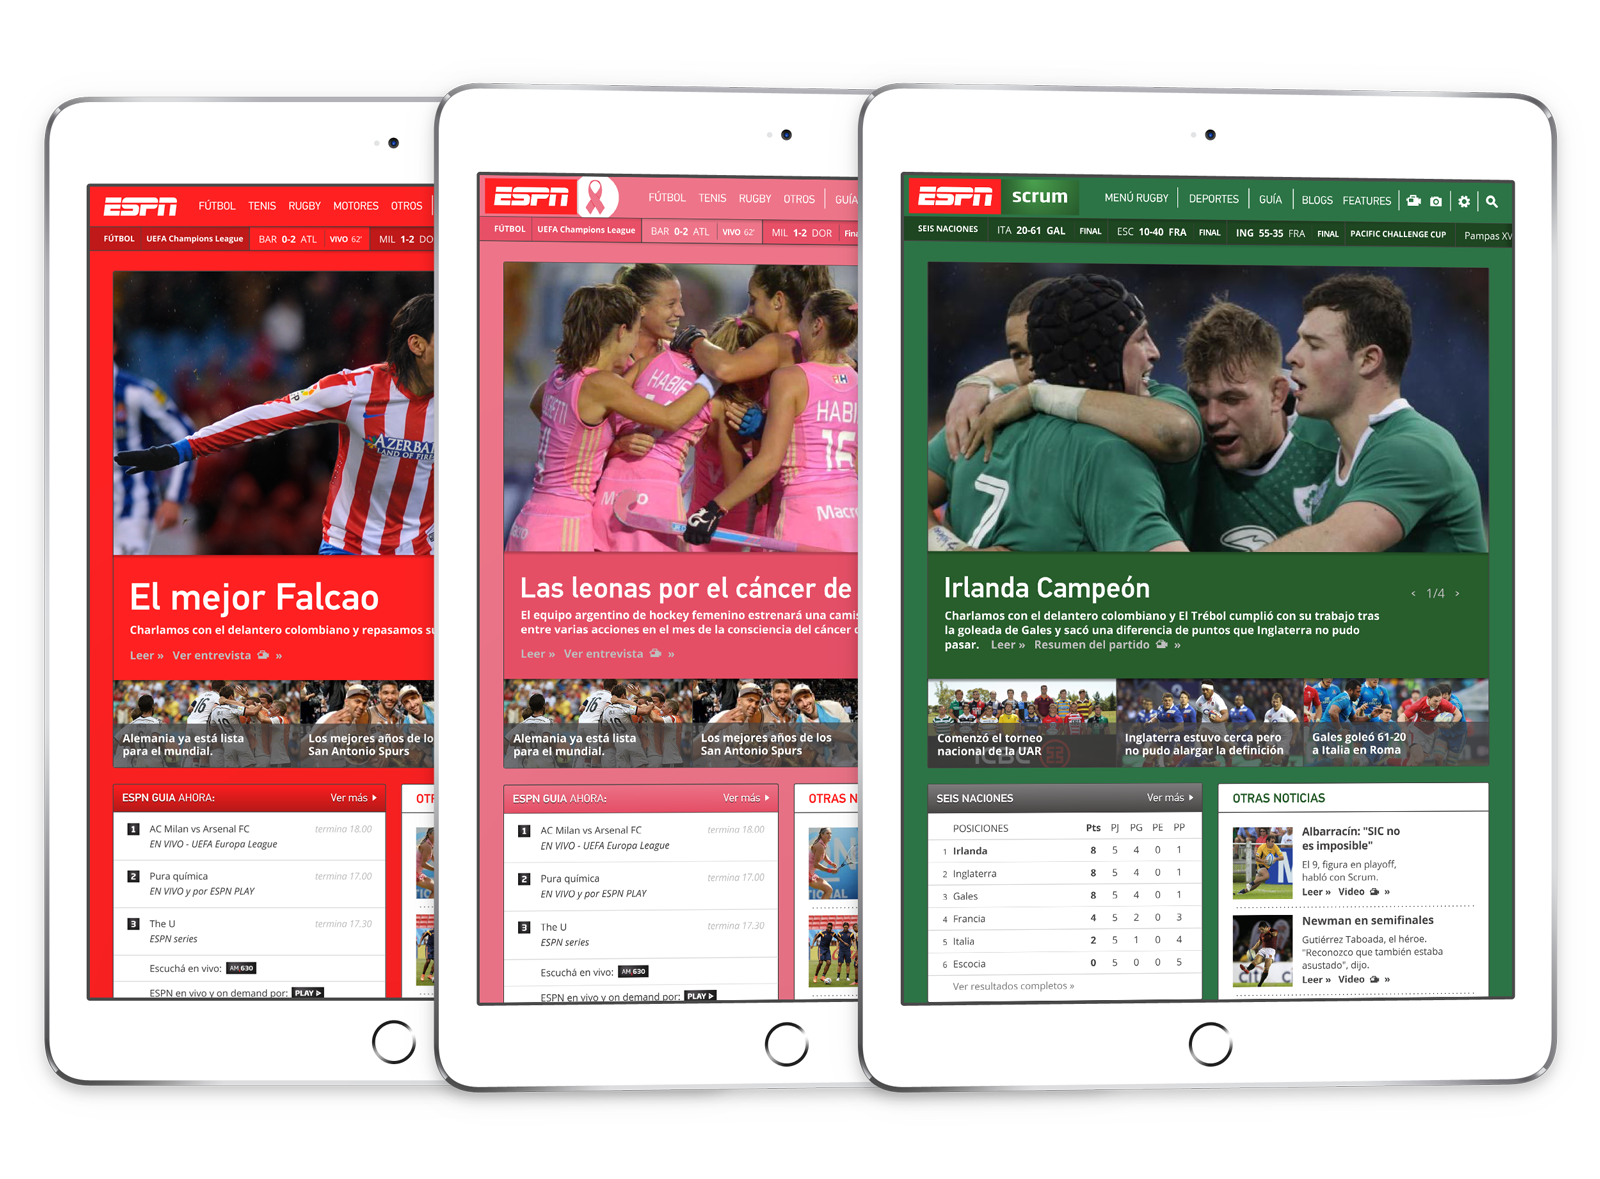 ESPN
FÚTBOL TENIS RUGBY MOTORES OTROS
FÚTBOL UEFA Champions League BAR 0-2 ATL VIVO 62' MIL 1-2 DO
AZERBA
LAND OF FIRE
El mejor Falcao
Charlamos con el delantero colombiano y repasamos su
Leer » Ver entrevista »
Alemania ya está lista
para el mundial.
Los mejores años de lo
San Antonio Spurs
ESPN GUIA AHORA: Ver más
1 AC Milan vs Arsenal FC termina 18.00
EN VIVO - UEFA Europa League
2 Pura química termina 17.00
EN VIVO y por ESPN PLAY
3 The U termina 17.30
ESPN series
Escuchá en vivo: AM 630
ESPN en vivo y on demand por: PLAY
OTR
ESPN
FÚTBOL TENIS RUGBY OTROS GUÍA
FÚTBOL UEFA Champions League BAR 0-2 ATL VIVO 62' MIL 1-2 DOR Fina
HABIF
HABI
16
Macro
Las leonas por el cáncer de
El equipo argentino de hockey femenino estrenará una camis
entre varias acciones en el mes de la consciencia del cáncer d
Leer » Ver entrevista »
Alemania ya está lista
para el mundial.
Los mejores años de los
San Antonio Spurs
ESPN GUIA AHORA: Ver más
1 AC Milan vs Arsenal FC termina 18.00
EN VIVO - UEFA Europa League
2 Pura química termina 17.00
EN VIVO y por ESPN PLAY
3 The U termina 17.30
ESPN series
Escuchá en vivo: AM 630
ESPN en vivo y on demand por: PLAY
OTRAS N
ESPN scrum
MENÚ RUGBY DEPORTES GUÍA BLOGS FEATURES
SEIS NACIONES ITA 20-61 GAL FINAL ESC 10-40 FRA FINAL ING 55-35 FRA FINAL PACIFIC CHALLENGE CUP Pampas XV
7
Irlanda Campeón
‹ 1/4 ›
Charlamos con el delantero colombiano y El Trébol cumplió con su trabajo tras
la goleada de Gales y sacó una diferencia de puntos que Inglaterra no pudo
pasar. Leer » Resumen del partido »
Comenzó el torneo
nacional de la UAR
Inglaterra estuvo cerca pero
no pudo alargar la definición
Gales goleó 61-20
a Italia en Roma
SEIS NACIONES Ver más
POSICIONES Pts PJ PG PE PP
1 Irlanda 8 5 4 0 1
2 Inglaterra 8 5 4 0 1
3 Gales 8 5 4 0 1
4 Francia 4 5 2 0 3
5 Italia 2 5 1 0 4
6 Escocia 0 5 0 0 5
Ver resultados completos »
OTRAS NOTICIAS
Albarracín: "SIC no
es imposible"
El 9, figura en playoff,
habló con Scrum.
Leer » Video »
Newman en semifinales
Gutiérrez Taboada, el héroe.
"Reconozco que también estaba
asustado", dijo.
Leer » Video »